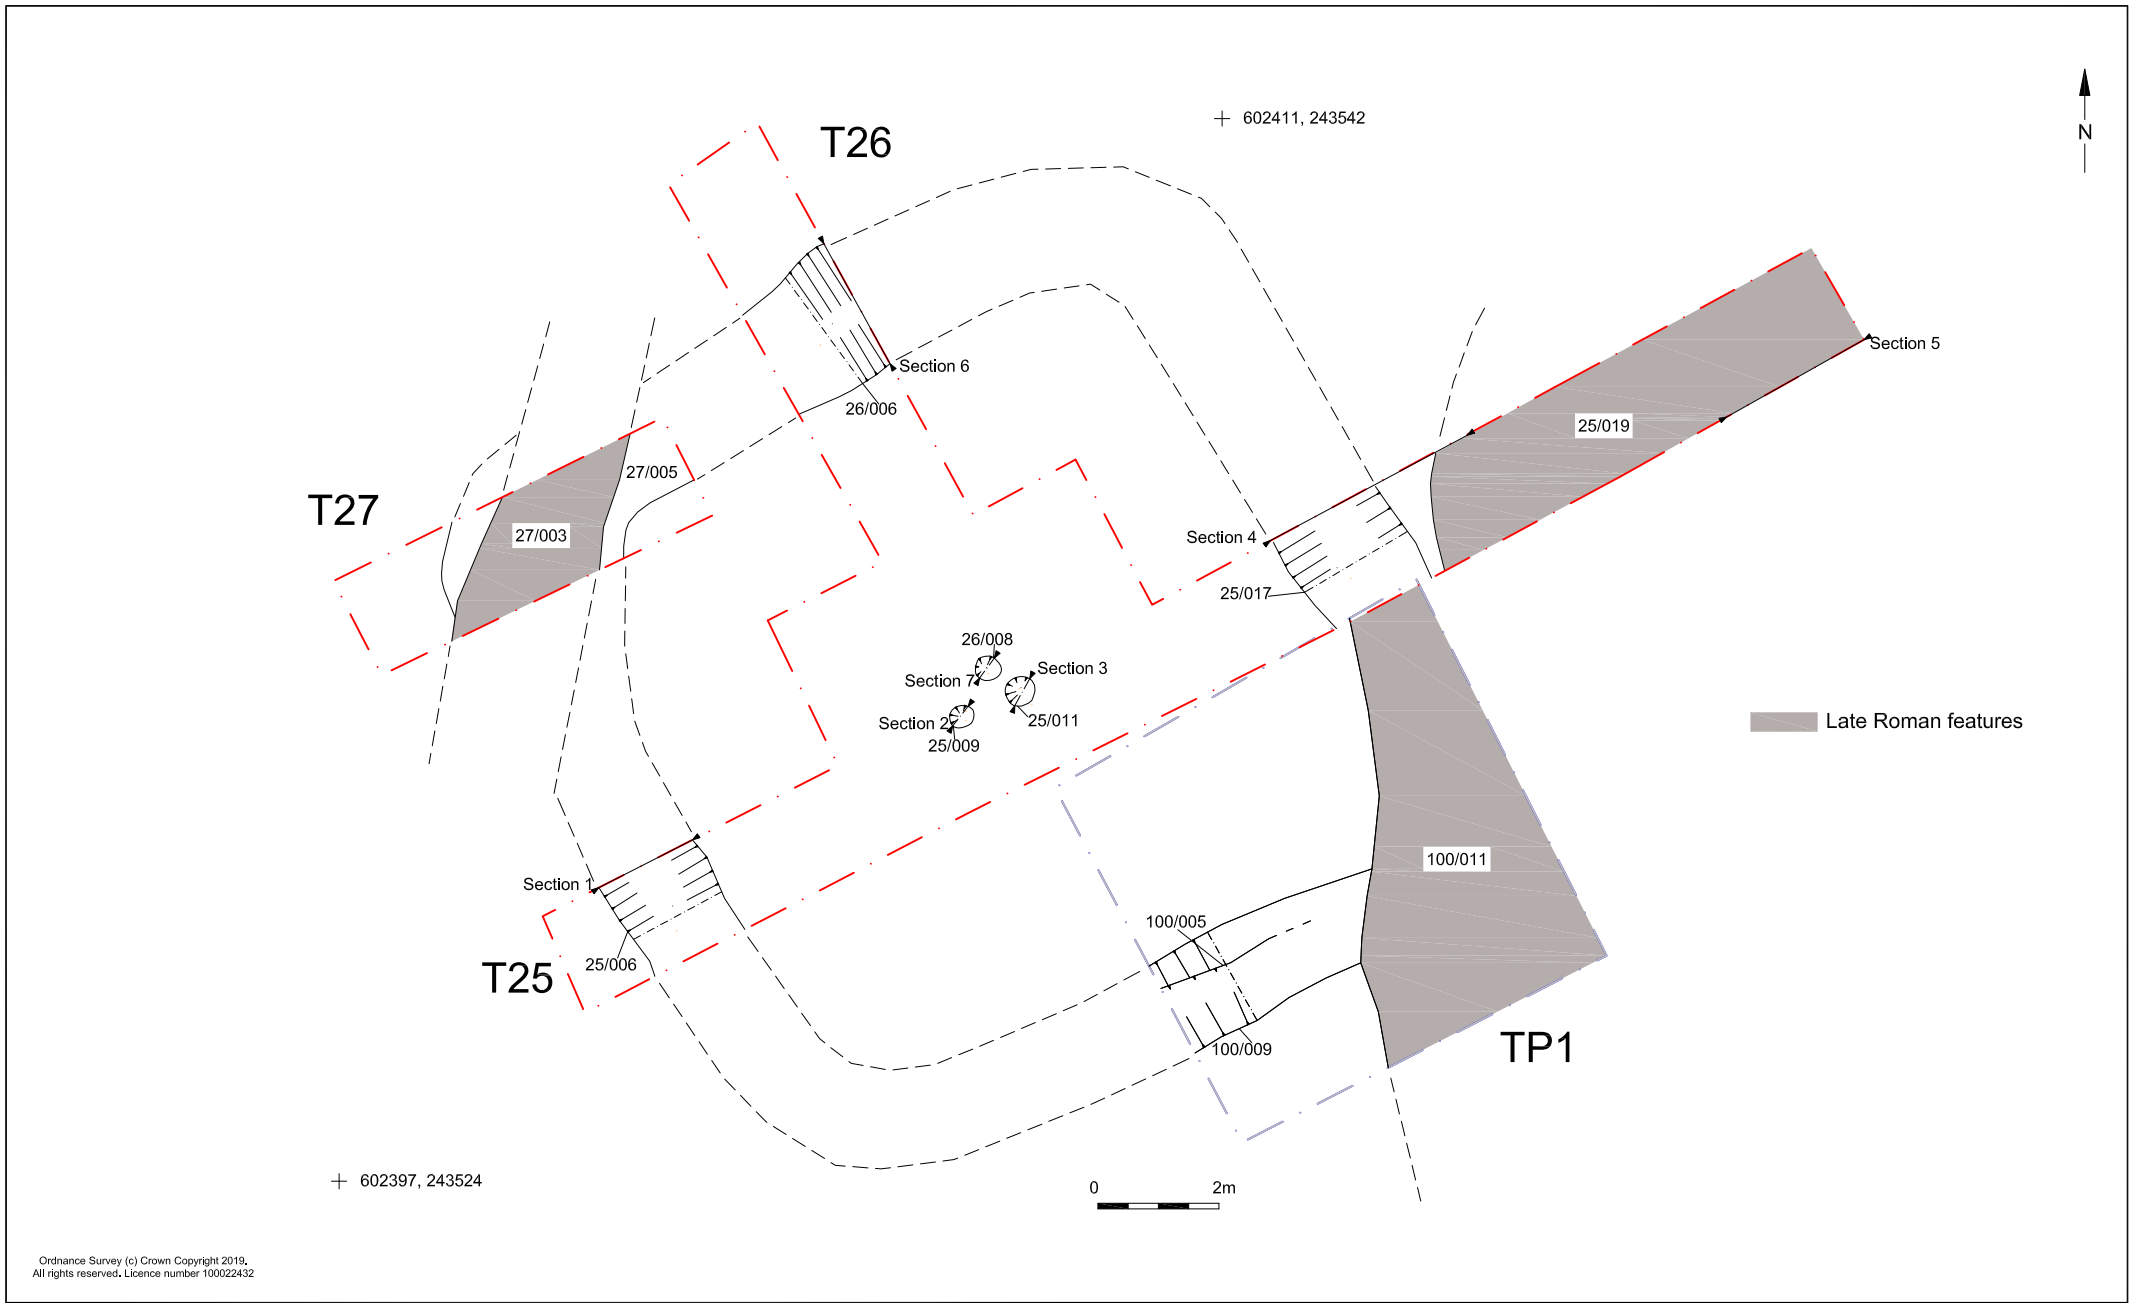 602411, 243542
N
T26
Section 5
Section 6
26/006
25/019
27/005
T27
27/003
Section 4
25/017
26/008
Section 3
Section 7
25/011
Section 2
25/009
Late Roman features
100/011
Section 1
100/005
25/006
T25
100/009
TP1
602397, 243524
0 2m
Ordnance Survey (c) Crown Copyright 2019.
All rights reserved. Licence number 100022432